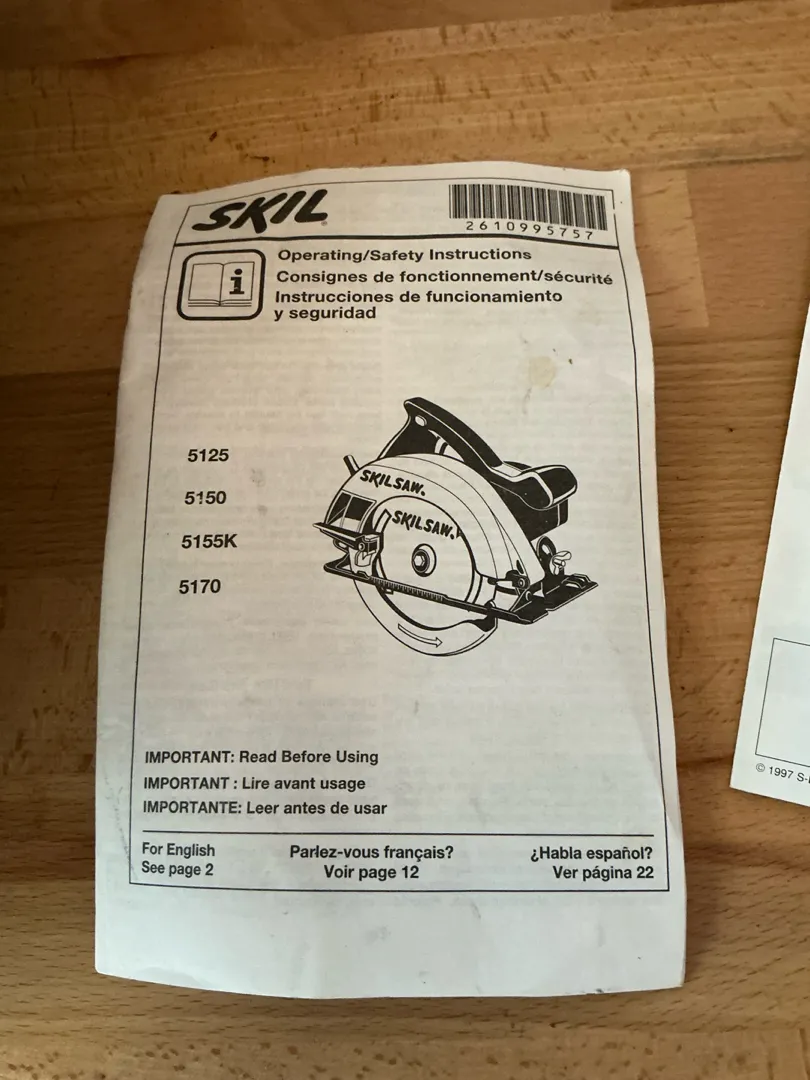 SKIL
2610995757
Operating/Safety Instructions
Consignes de fonctionnement/sécurité
Instrucciones de funcionamiento
y seguridad
5125
5150
5155K
5170
SKILSAW.
SKILSAW.
IMPORTANT: Read Before Using
IMPORTANT : Lire avant usage
IMPORTANTE: Leer antes de usar
For English
See page 2
Parlez-vous français?
Voir page 12
¿Habla español?
Ver página 22
© 1997 S-